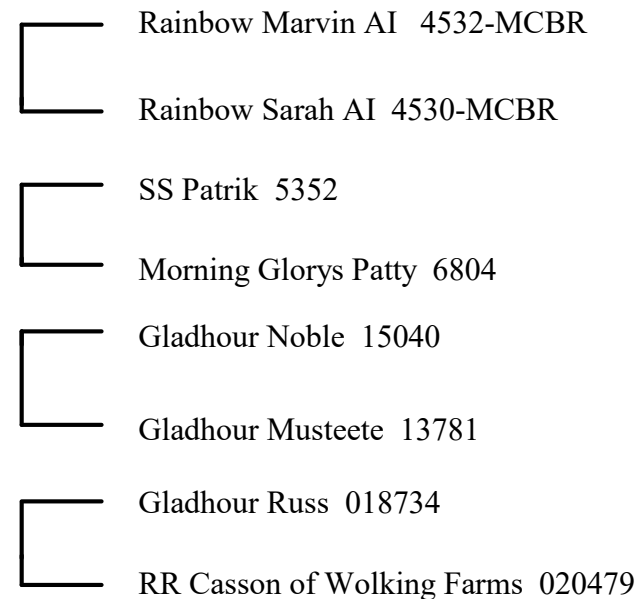 Rainbow Marvin AI 4532-MCBR
Rainbow Sarah AI 4530-MCBR
SS Patrik 5352
Morning Glorys Patty 6804
Gladhour Noble 15040
Gladhour Musteete 13781
Gladhour Russ 018734
RR Casson of Wolking Farms 020479